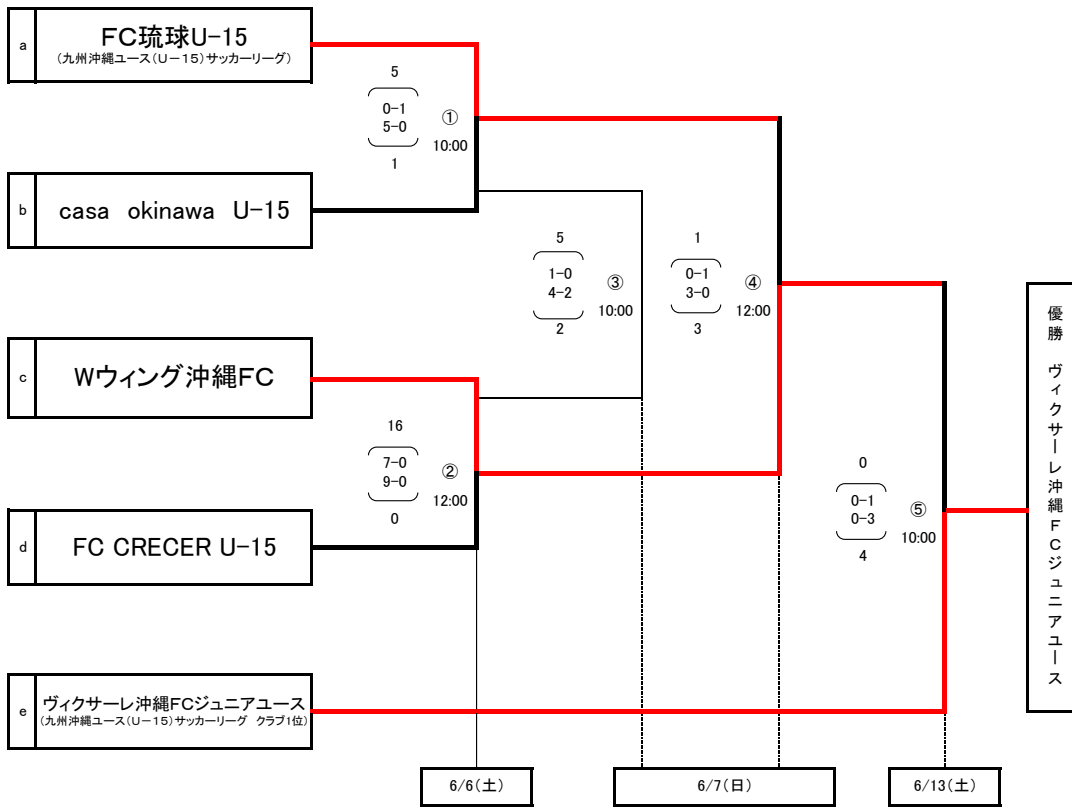 a
FC琉球U-15
(九州沖縄ユース(U-15)サッカーリーグ)
5
0-1
5-0
①
10:00
1
b
casa okinawa U-15
5
1-0
4-2
③
10:00
2
1
0-1
3-0
④
12:00
3
c
Wウィング沖縄FC
16
7-0
9-0
②
12:00
0
d
FC CRECER U-15
0
0-1
0-3
⑤
10:00
4
優勝 ヴィクサーレ沖縄FCジュニアユース
e
ヴィクサーレ沖縄FCジュニアユース
(九州沖縄ユース(U-15)サッカーリーグ クラブ1位)
6/6(土)
6/7(日)
6/13(土)